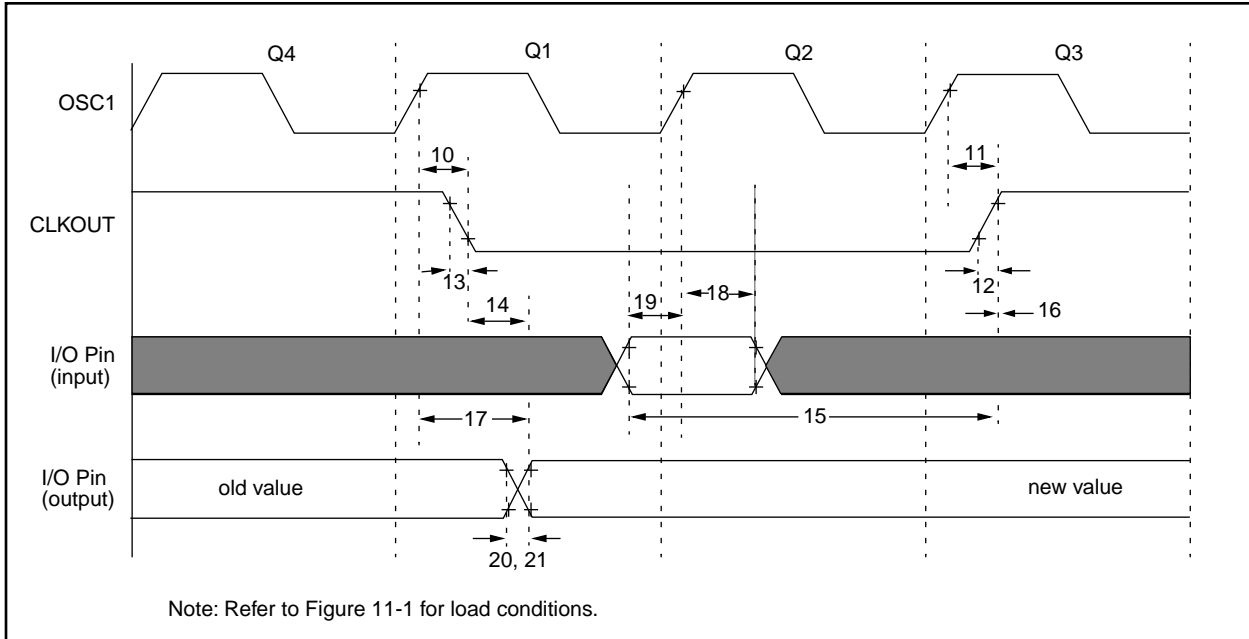 Q4 Q1 Q2 Q3
OSC1
10 11
CLKOUT
13 12
14 19 18 16
I/O Pin
(input)
17 15
I/O Pin
(output)
old value new value
20, 21
Note: Refer to Figure 11-1 for load conditions.